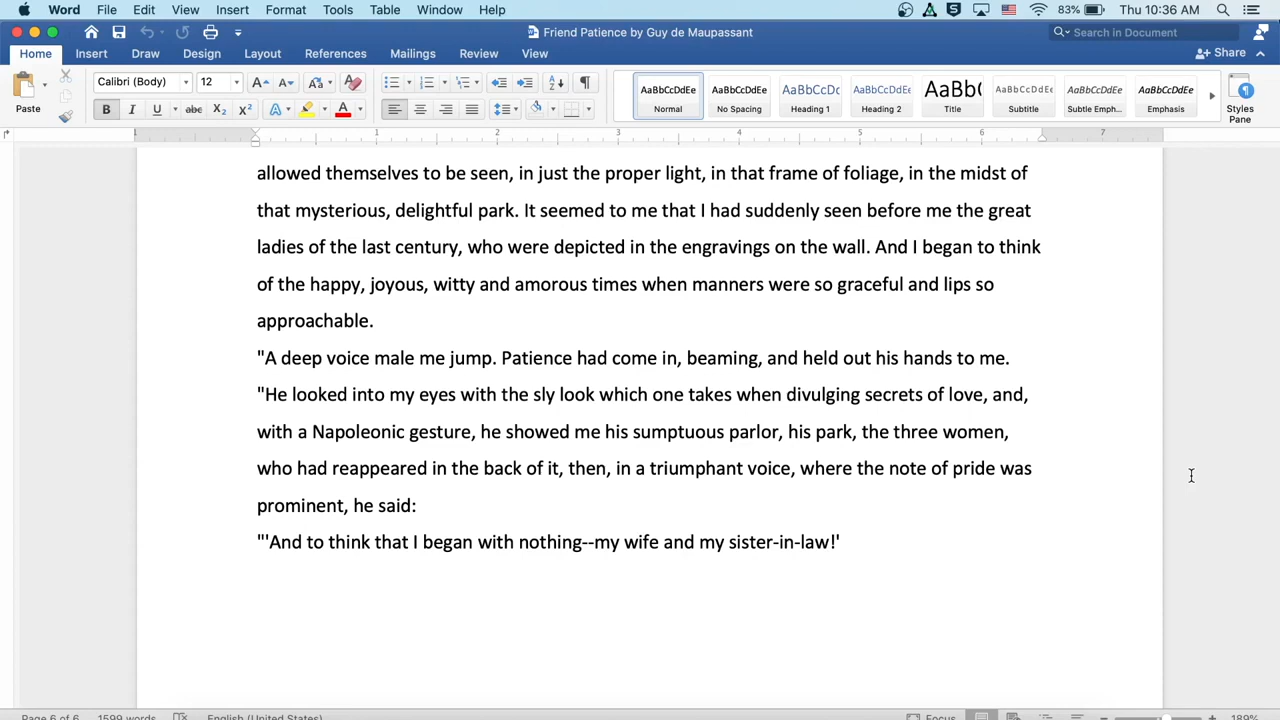 Word File Edit View Insert Format Tools Table Window Help 83% Thu 10:36 AM
Friend Patience by Guy de Maupassant Search in Document
Home Insert Draw Design Layout References Mailings Review View Share
Calibri (Body) 12
AaBbCcDdEe AaBbCcDdEe AaBbCcDc AaBbCcDdEe AaBb( AaBbCcDdEe AaBbCcDdEe AaBbCcDdEe
Paste Normal No Spacing Heading 1 Heading 2 Title Subtitle Subtle Emph... Emphasis Styles Pane
1 1 2 3 4 5 6 7
allowed themselves to be seen, in just the proper light, in that frame of foliage, in the midst of
that mysterious, delightful park. It seemed to me that I had suddenly seen before me the great
ladies of the last century, who were depicted in the engravings on the wall. And I began to think
of the happy, joyous, witty and amorous times when manners were so graceful and lips so
approachable.
"A deep voice male me jump. Patience had come in, beaming, and held out his hands to me.
"He looked into my eyes with the sly look which one takes when divulging secrets of love, and,
with a Napoleonic gesture, he showed me his sumptuous parlor, his park, the three women,
who had reappeared in the back of it, then, in a triumphant voice, where the note of pride was
prominent, he said:
"'And to think that I began with nothing--my wife and my sister-in-law!'
Page 6 of 6 1599 words English (United States) Focus 189%